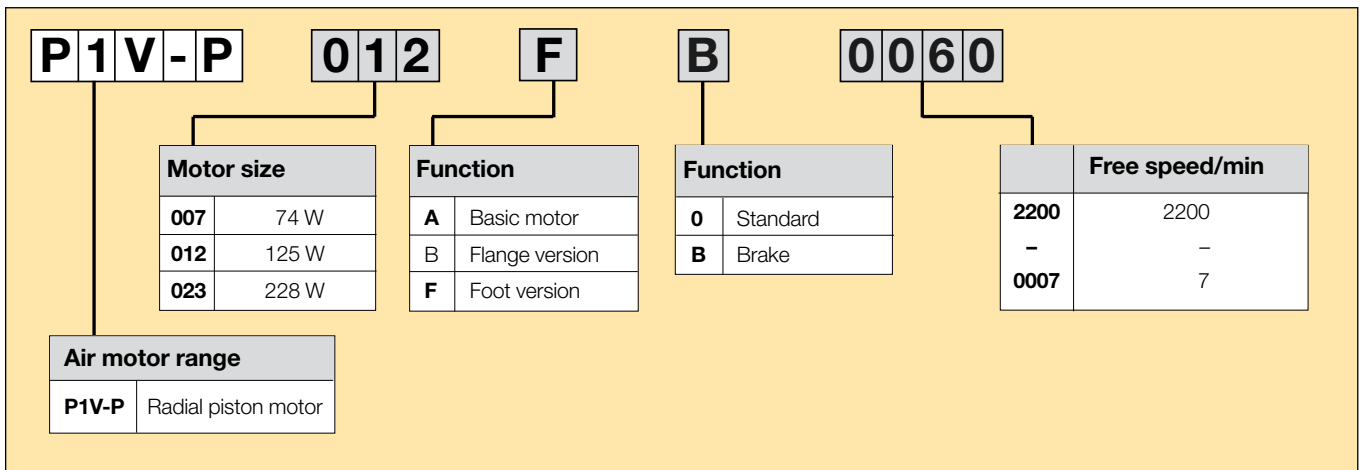 P1V-P 012 F B 0060
Motor size
007 74 W
012 125 W
023 228 W
Function
A Basic motor
B Flange version
F Foot version
Function
0 Standard
B Brake
Free speed/min
2200 2200
– –
0007 7
Air motor range
P1V-P Radial piston motor